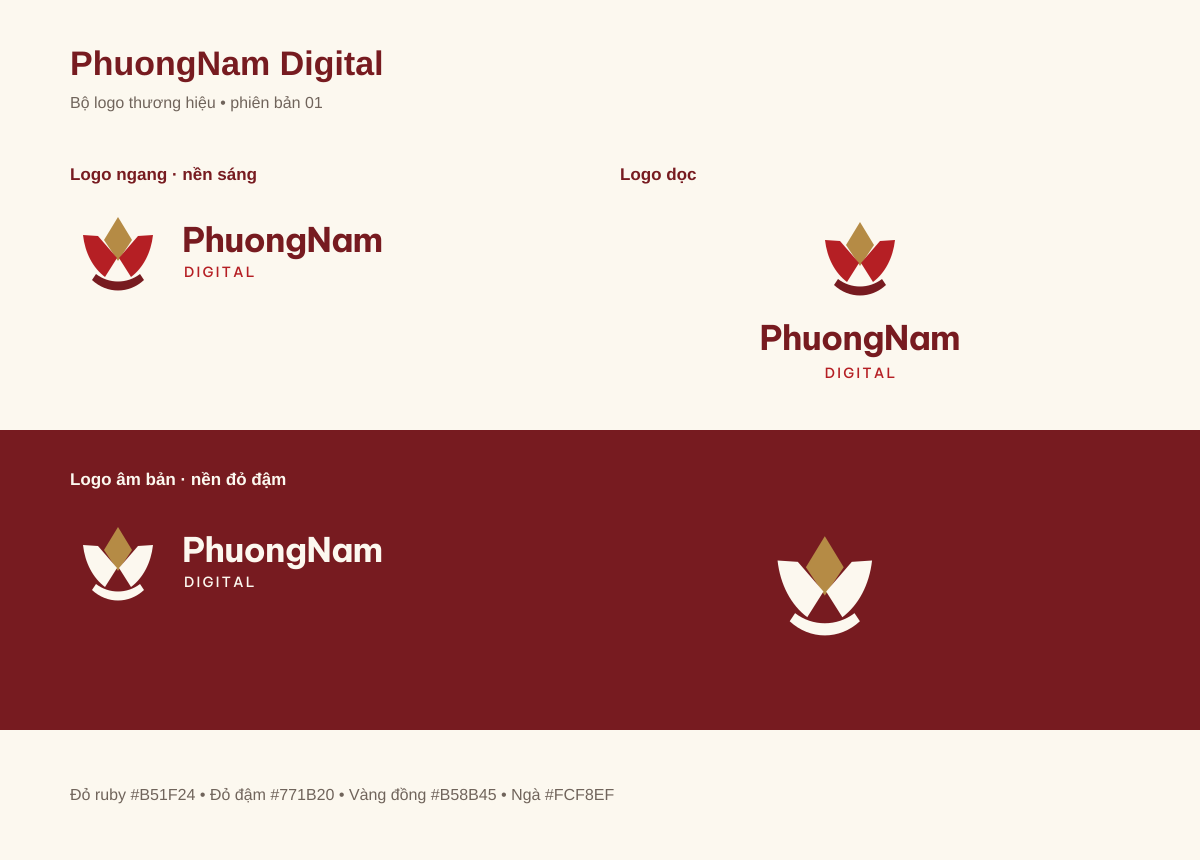 PhuongNam Digital
Bộ logo thương hiệu • phiên bản 01
Logo ngang · nền sáng
PhuongNam
DIGITAL
Logo dọc
PhuongNam
DIGITAL
Logo âm bản · nền đỏ đậm
PhuongNam
DIGITAL
Đỏ ruby #B51F24 • Đỏ đậm #771B20 • Vàng đồng #B58B45 • Ngà #FCF8EF